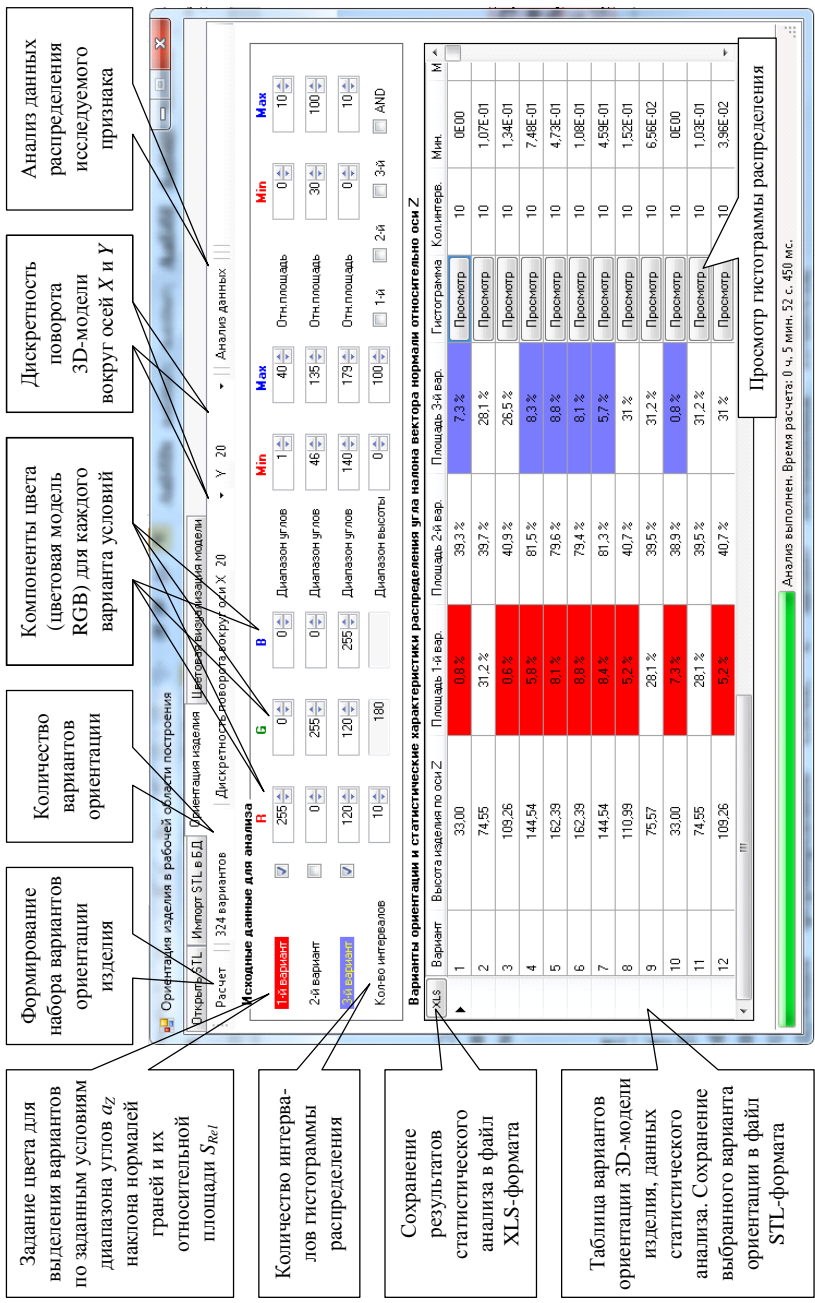 Задание цвета для
выделения вариантов
по заданным условиям
диапазона углов aZ
наклона нормалей
граней и их
относительной
площади SRel
Формирование
набора вариантов
ориентации
изделия
Количество
вариантов
ориентации
Компоненты цвета
(цветовая модель
RGB) для каждого
варианта условий
Дискретность
поворота
3D-модели
вокруг осей X и Y
Анализ данных
распределения
исследуемого
признака
Количество интерва-
лов гистограммы
распределения
Сохранение
результатов
статистического
анализа в файл
XLS-формата
Таблица вариантов
ориентации 3D-модели
изделия, данных
статистического
анализа. Сохранение
выбранного варианта
ориентации в файл
STL-формата
Ориентация изделия в рабочей области построения
Открыть STL Импорт STL в БД Ориентация изделия Цветовая визуализация модели
Расчет 324 вариантов Дискретность поворота вокруг оси X 20 Y 20 Анализ данных
Исходные данные для анализа
R G B Min Max Min Max
1-й вариант 255 0 0 Диапазон углов 1 40 Отн.площадь 0 10
2-й вариант 0 255 0 Диапазон углов 46 135 Отн.площадь 30 100
3-й вариант 120 120 255 Диапазон углов 140 179 Отн.площадь 0 10
Кол-во интервалов 10 180 Диапазон высоты 0 100 1-й 2-й 3-й AND
Варианты ориентации и статистические характеристики распределения угла налона вектора нормали относительно оси Z
XLS Вариант Высота изделия по оси Z Площадь 1-й вар. Площадь 2-й вар. Площадь 3-й вар. Гистограмма Кол.интерв. Мин. М
1 33,00 0,8 % 39,3 % 7,3 % Просмотр 10 0E00
2 74,55 31,2 % 39,7 % 28,1 % Просмотр 10 1,07E-01
3 109,26 0,6 % 40,9 % 26,5 % Просмотр 10 1,34E-01
4 144,54 5,8 % 81,5 % 8,3 % Просмотр 10 7,48E-01
5 162,39 8,1 % 79,6 % 8,8 % Просмотр 10 4,73E-01
6 162,39 8,8 % 79,4 % 8,1 % Просмотр 10 1,08E-01
7 144,54 8,4 % 81,3 % 5,7 % Просмотр 10 4,59E-01
8 110,99 5,2 % 40,7 % 31 % Просмотр 10 1,52E-01
9 75,57 28,1 % 39,5 % 31,2 % Просмотр 10 6,56E-02
10 33,00 7,3 % 38,9 % 0,8 % Просмотр 10 0E00
11 74,55 28,1 % 39,5 % 31,2 % Просмотр 10 1,03E-01
12 109,26 5,2 % 40,7 % 31 % Просмотр 10 3,96E-02
Просмотр гистограммы распределения
Анализ выполнен. Время расчета: 0 ч. 5 мин. 52 с. 450 мс.